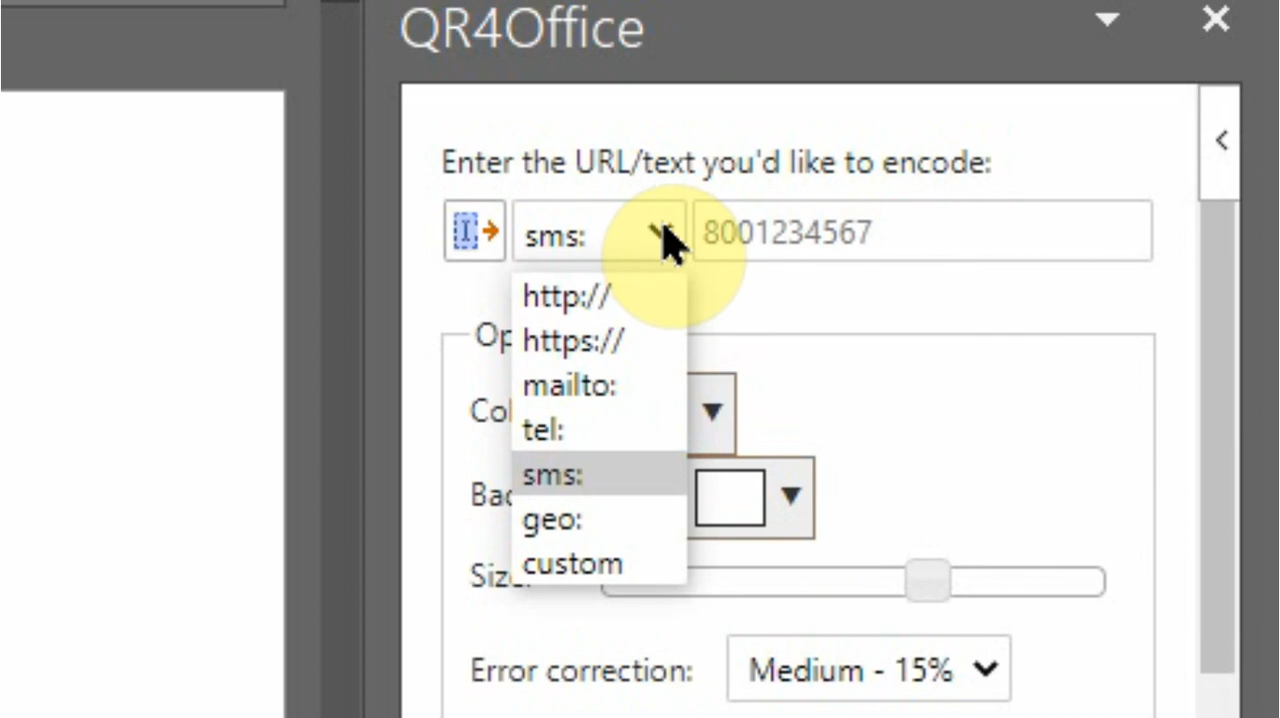 QR4Office
Enter the URL/text you'd like to encode:
sms: 8001234567
http://
https://
mailto:
tel:
sms:
geo:
custom
Error correction: Medium - 15%